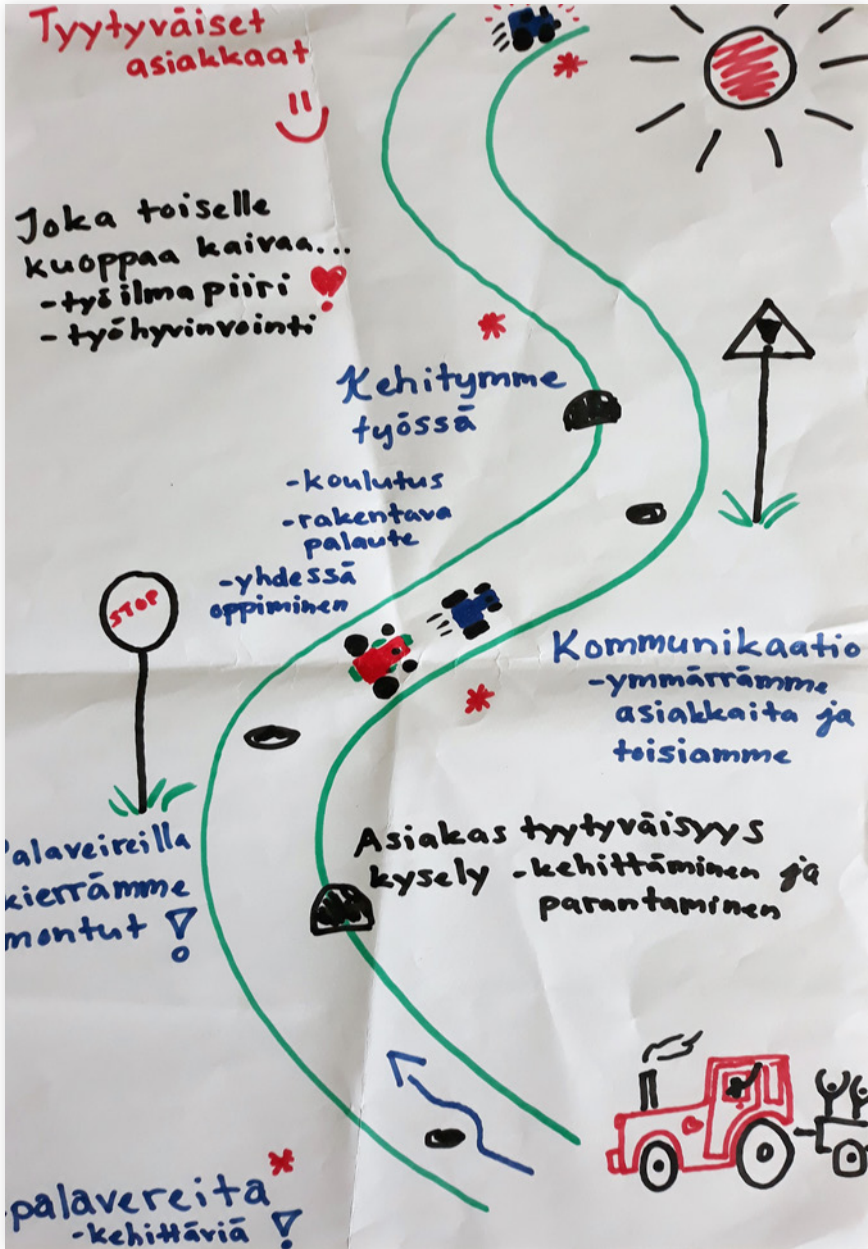 Tyytyväiset
asiakkaat
Joka toiselle
kuoppaa kaivaa...
-työilmapiiri
-työhyvinvointi
Kehitymme
työssä
-koulutus
-rakentava
palaute
-yhdessä
oppiminen
STOP
Kommunikaatio
-ymmärrämme
asiakkaita ja
toisiamme
alaveireilla
kierrämme
montut !
Asiakas tyytyväisyys
kysely -kehittäminen ja
parantaminen
-palavereita *
-kehittäviä !